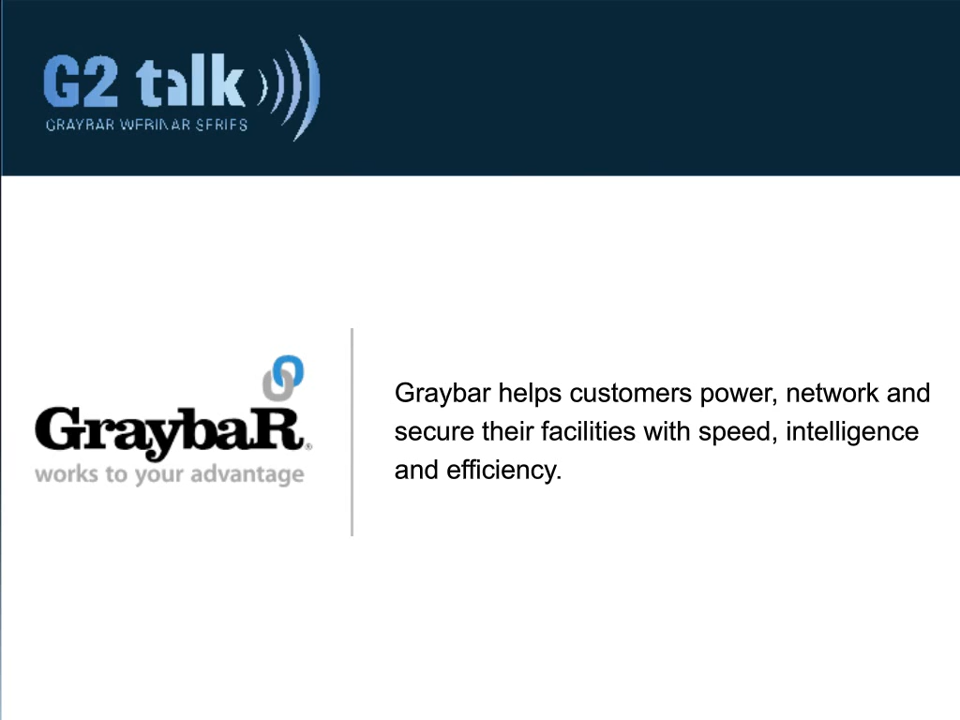 G2 talk
GRAYBAR WEBINAR SERIES
GraybaR®
works to your advantage
Graybar helps customers power, network and
secure their facilities with speed, intelligence
and efficiency.